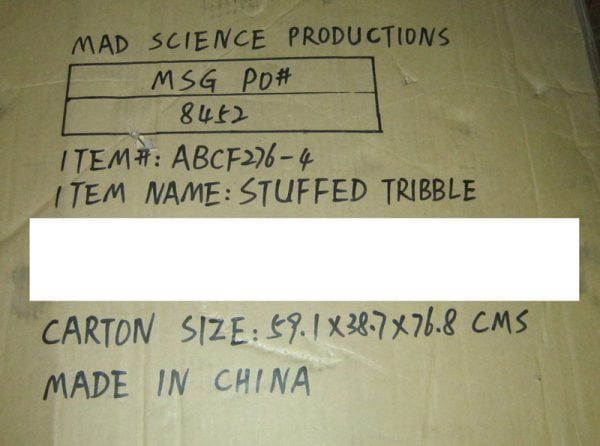 MAD SCIENCE PRODUCTIONS
MSG PO#
8452
ITEM#: ABCF276-4
ITEM NAME: STUFFED TRIBBLE
CARTON SIZE: 59.1X38.7X76.8 CMS
MADE IN CHINA